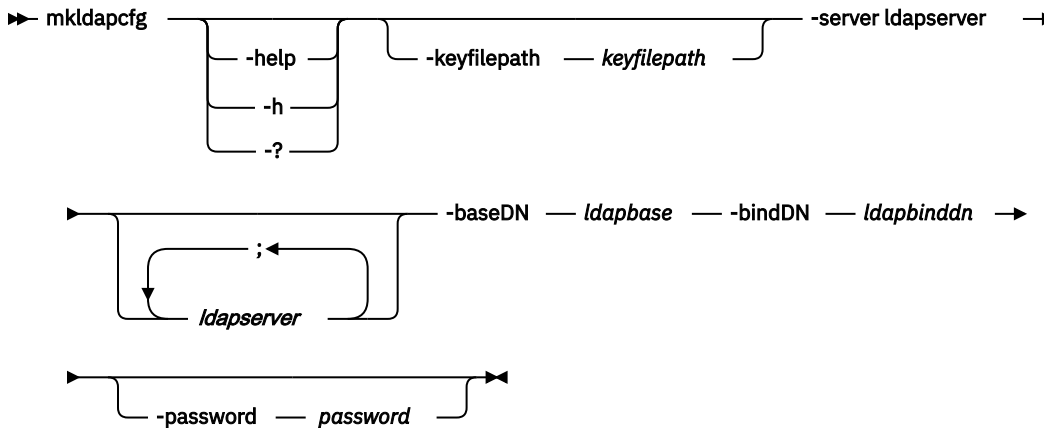 mkldapcfg
-help
-h
-?
-keyfilepath keyfilepath
-server ldapserver
;
ldapserver
-baseDN ldapbase -bindDN ldapbinddn
-password password